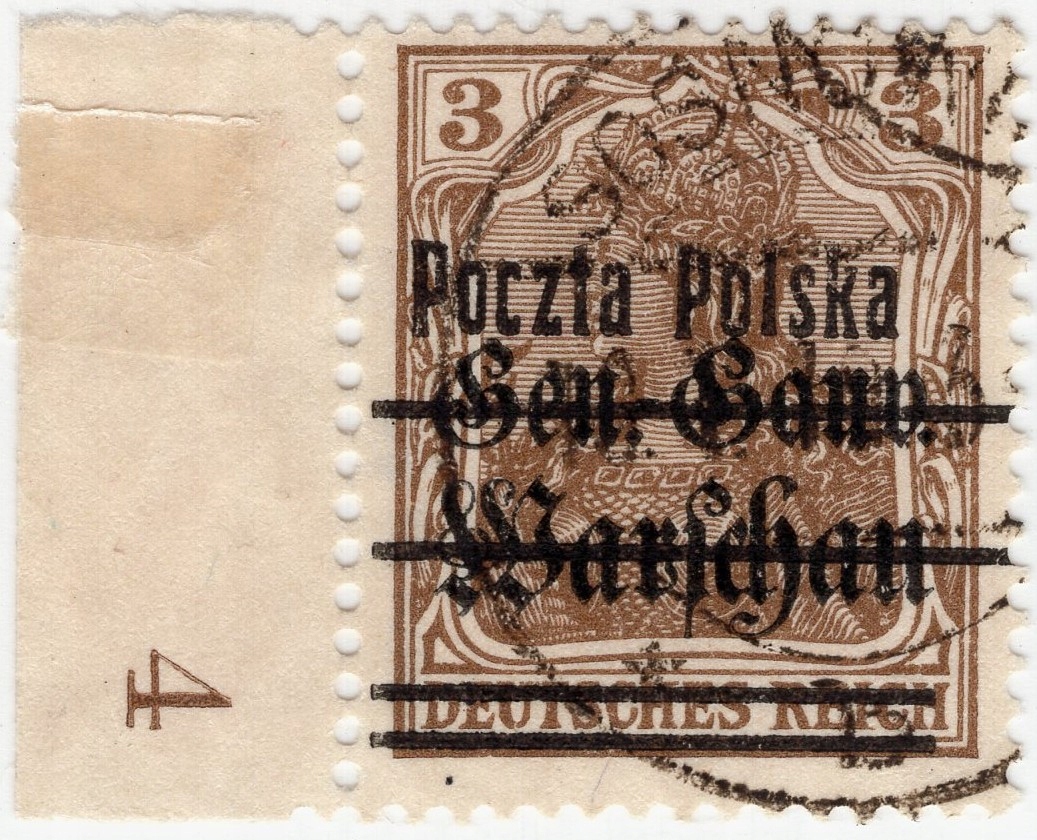 3 3
Poczta Polska
Gen.-Gouv.
Warschau
DEUTSCHES REICH
4